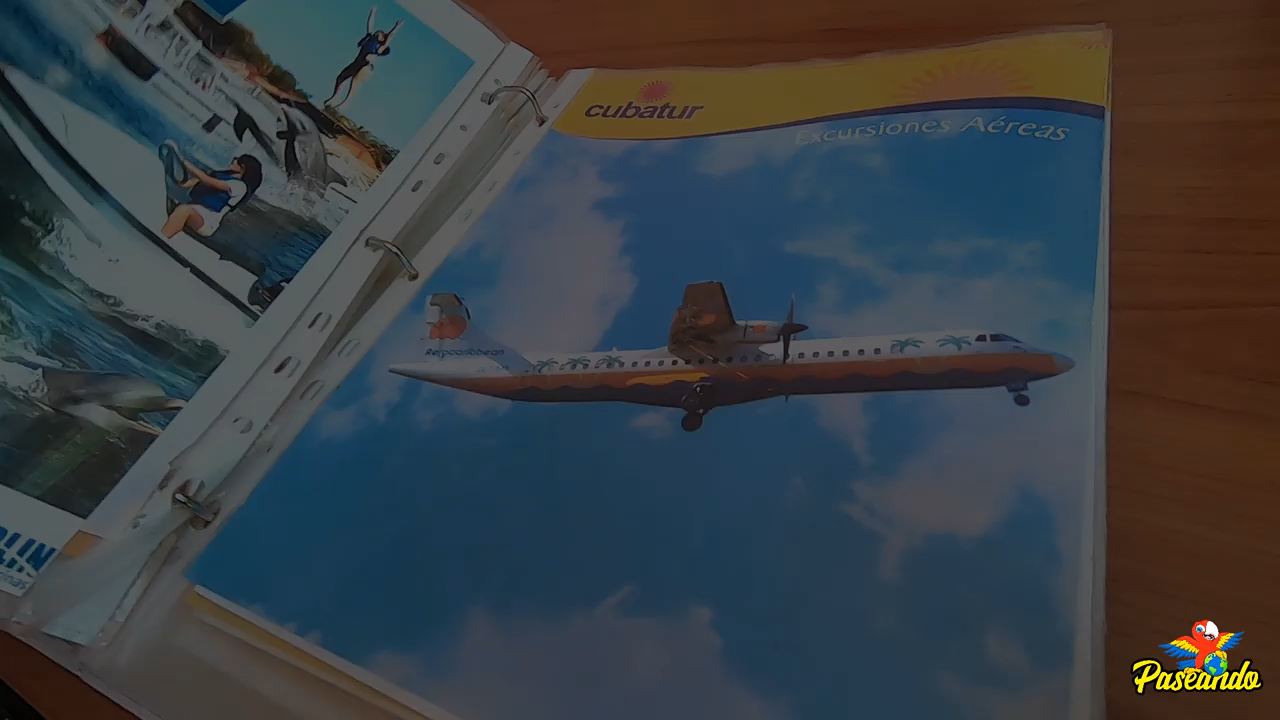 cubatur
Excursiones Aéreas
Aerocaribbean
Paseando